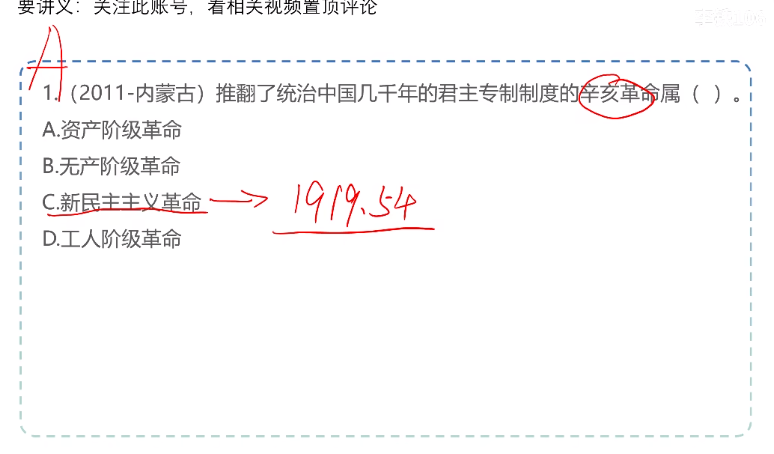 要讲义：关注此账号，看相关视频置顶评论
A
1.（2011-内蒙古）推翻了统治中国几千年的君主专制制度的辛亥革命属（ ）。
A.资产阶级革命
B.无产阶级革命
C.新民主主义革命 → 1919.54
D.工人阶级革命